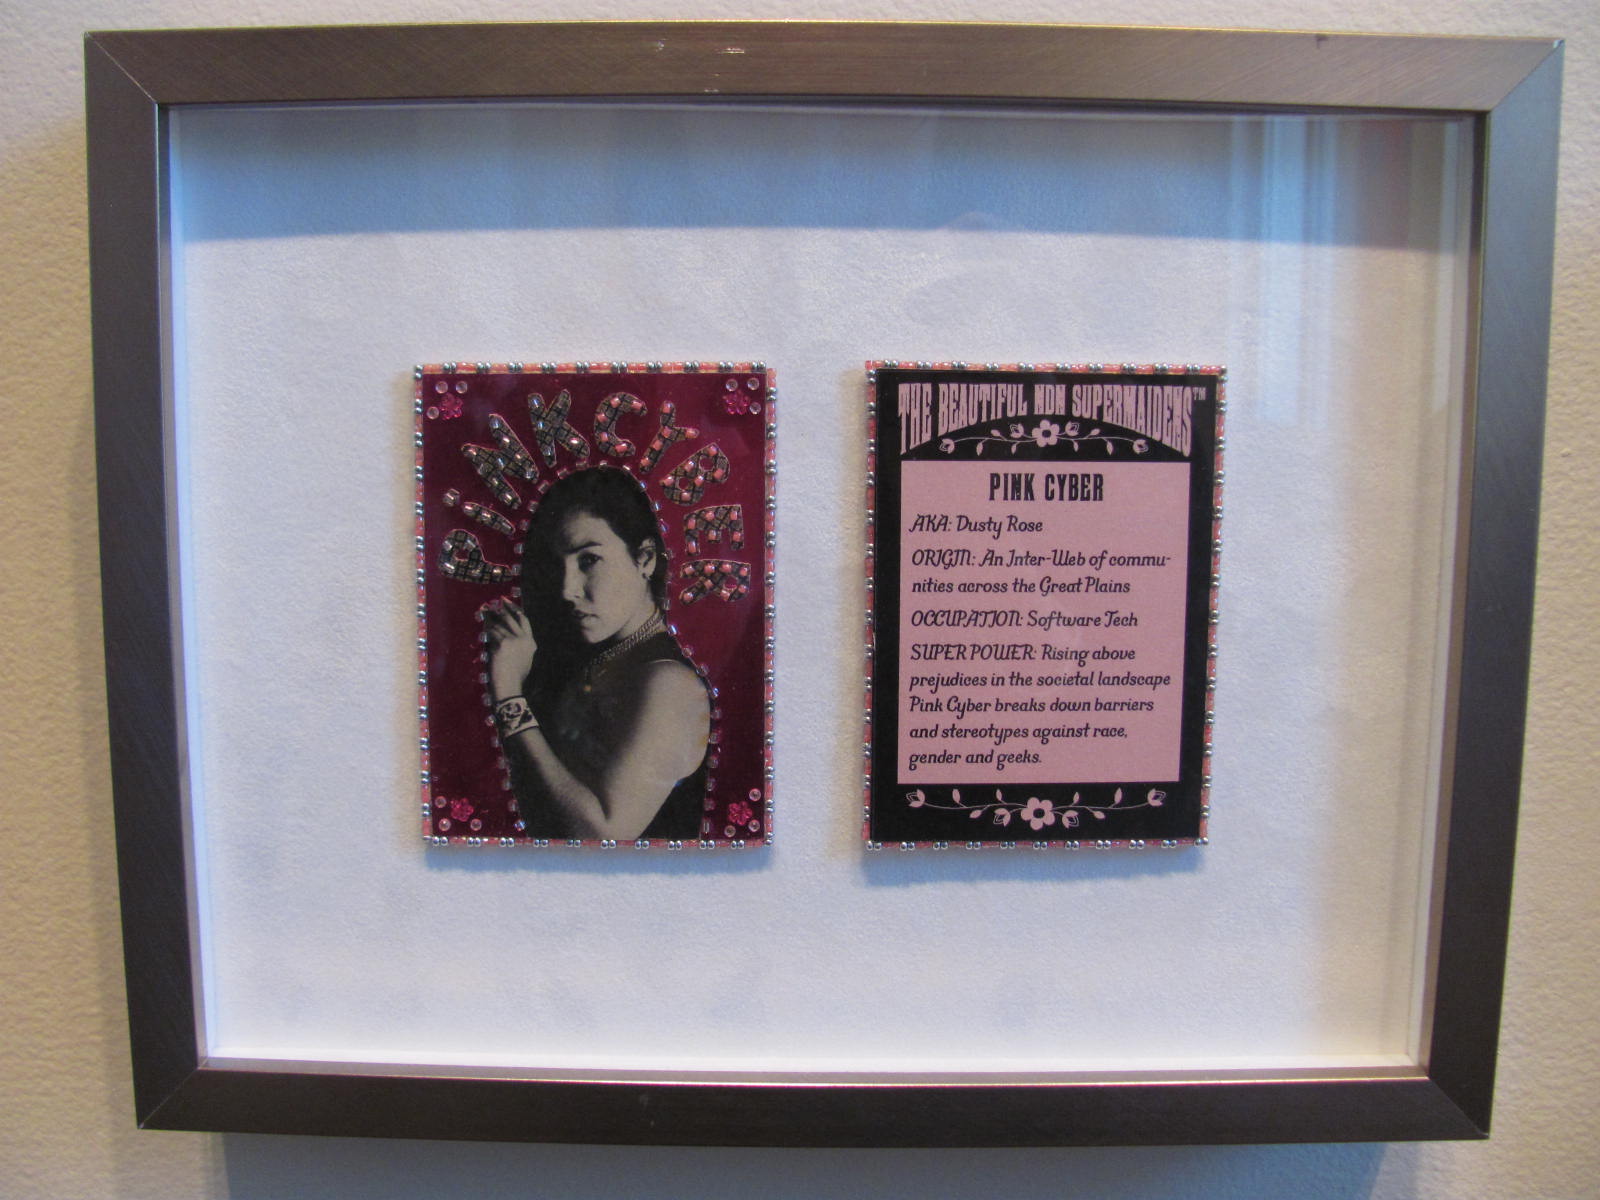 PINK CYBER
THE BEAUTIFUL NDN SUPERMAIDENS™
PINK CYBER
AKA: Dusty Rose
ORIGIN: An Inter-Web of commu-
nities across the Great Plains
OCCUPATION: Software Tech
SUPER POWER: Rising above
prejudices in the societal landscape
Pink Cyber breaks down barriers
and stereotypes against race,
gender and geeks.